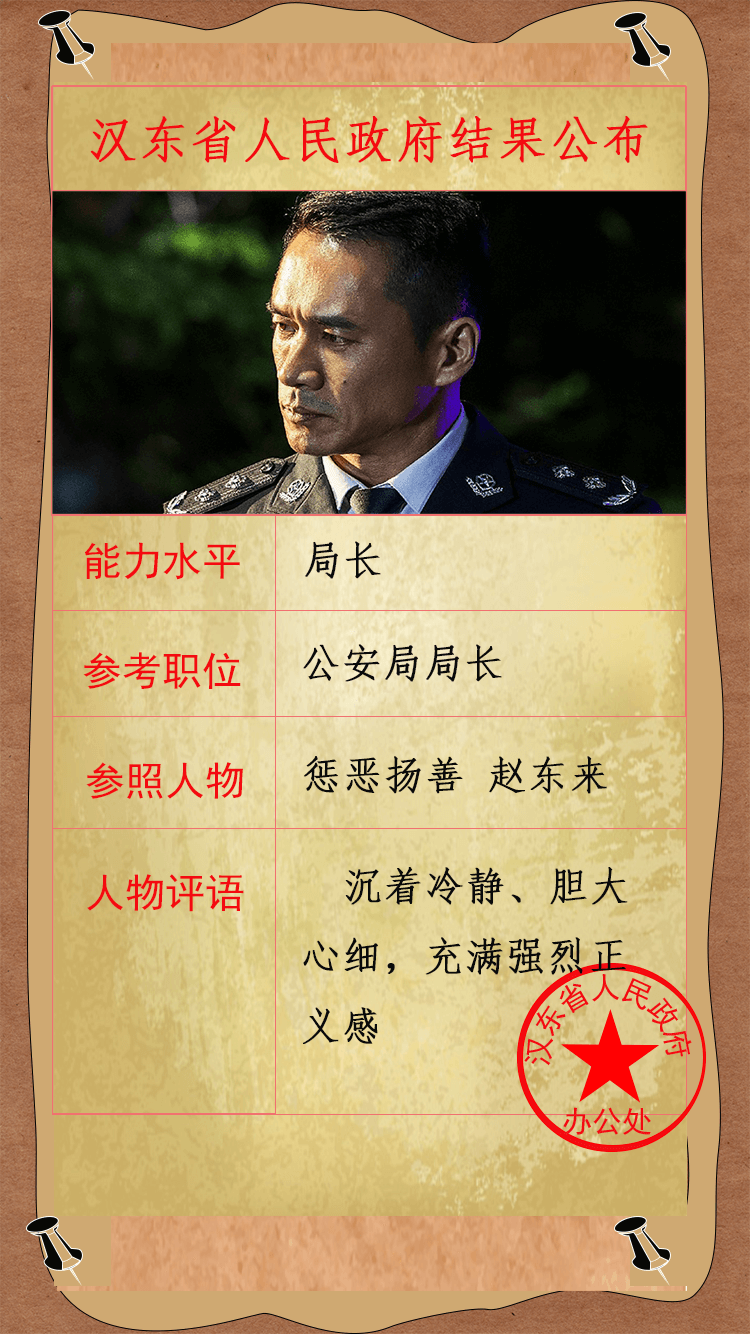 汉东省人民政府结果公布
能力水平 局长
参考职位 公安局局长
参照人物 惩恶扬善 赵东来
人物评语 沉着冷静、胆大
心细，充满强烈正
义感
汉东省人民政府
办公处